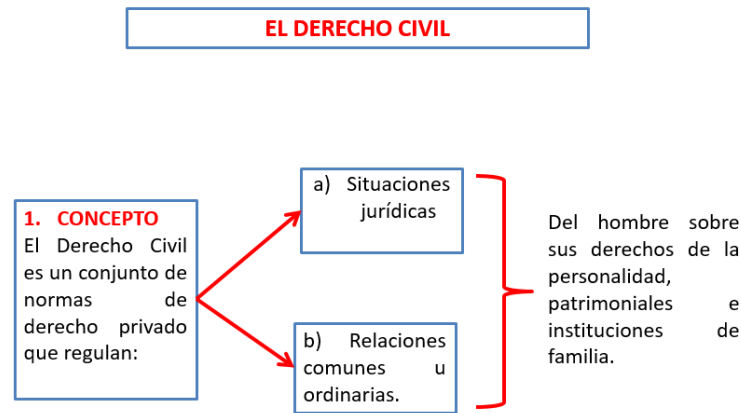 EL DERECHO CIVIL
1. CONCEPTO
El Derecho Civil
es un conjunto de
normas de
derecho privado
que regulan:
a) Situaciones
jurídicas
b) Relaciones
comunes u
ordinarias.
Del hombre sobre
sus derechos de la
personalidad,
patrimoniales e
instituciones de
familia.